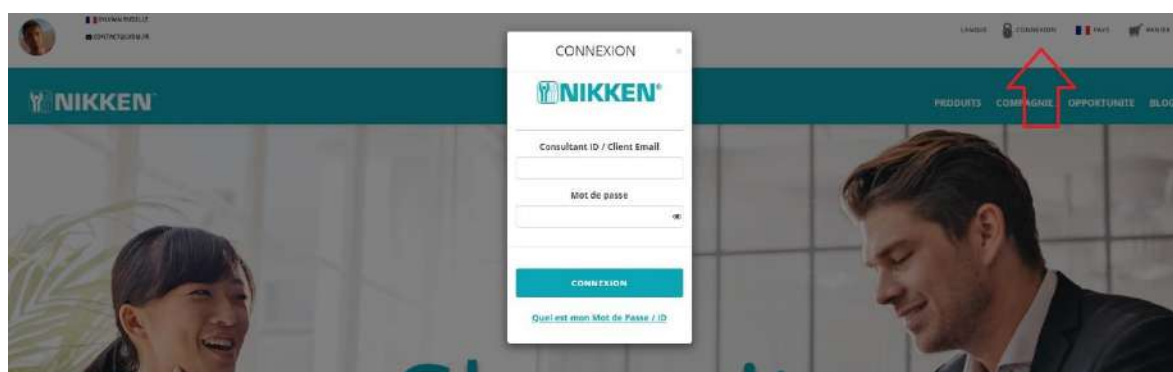 LANGUE CONNEXION PAYS PANIER
CONNEXION ×
NIKKEN®
NIKKEN
PRODUITS COMPAGNIE OPPORTUNITE BLOG
Consultant ID / Client Email
Mot de passe
CONNEXION
Quel est mon Mot de Passe / ID